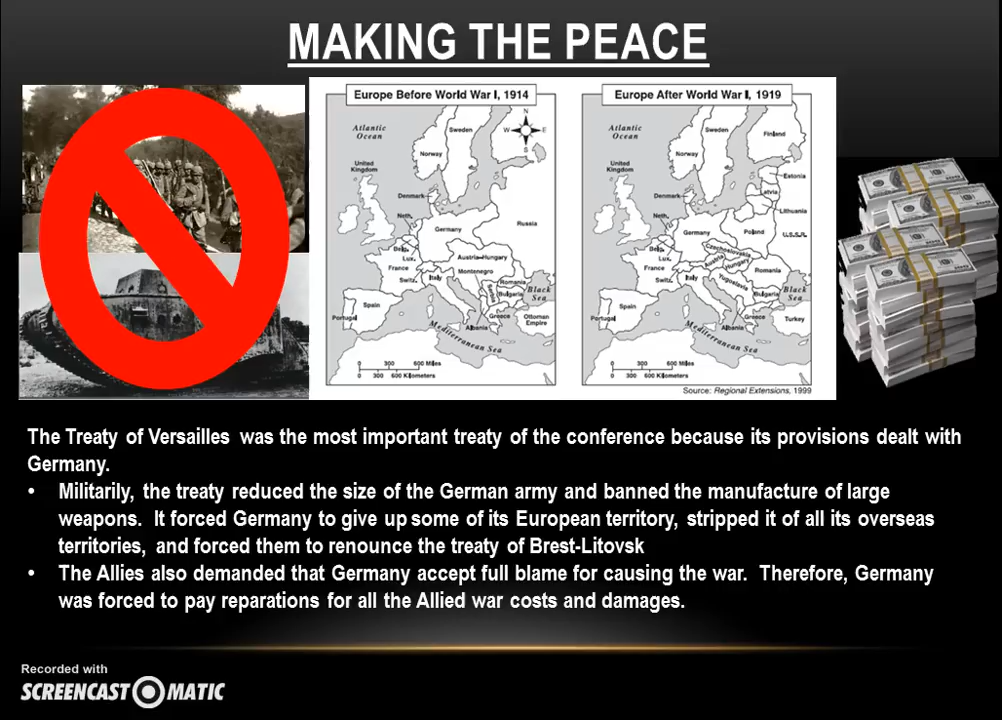 MAKING THE PEACE
Europe Before World War I, 1914
N
W
E
S
Atlantic
Ocean
Sweden
Norway
United
Kingdom
Denmark
Neth.
Russia
Germany
Belg.
Lux.
Austria-Hungary
France
Switz.
Montenegro
Italy
Romania
Serbia
Bulgaria
Black
Sea
Spain
Portugal
Greece
Ottoman
Empire
Albania
Mediterranean Sea
0 300 600 Miles
0 300 600 Kilometers
Europe After World War I, 1919
Atlantic
Ocean
Sweden
Finland
Norway
Estonia
United
Kingdom
Latvia
Denmark
Lithuania
Neth.
Germany
Poland
U.S.S.R.
Belg.
Lux.
Czechoslovakia
France
Austria
Hungary
Switz.
Romania
Italy
Yugoslavia
Bulgaria
Black
Sea
Spain
Portugal
Greece
Turkey
Albania
Mediterranean Sea
0 300 600 Miles
0 300 600 Kilometers
Source: Regional Extensions, 1999
The Treaty of Versailles was the most important treaty of the conference because its provisions dealt with
Germany.
• Militarily, the treaty reduced the size of the German army and banned the manufacture of large
weapons. It forced Germany to give up some of its European territory, stripped it of all its overseas
territories, and forced them to renounce the treaty of Brest-Litovsk
• The Allies also demanded that Germany accept full blame for causing the war. Therefore, Germany
was forced to pay reparations for all the Allied war costs and damages.
Recorded with
SCREENCAST MATIC